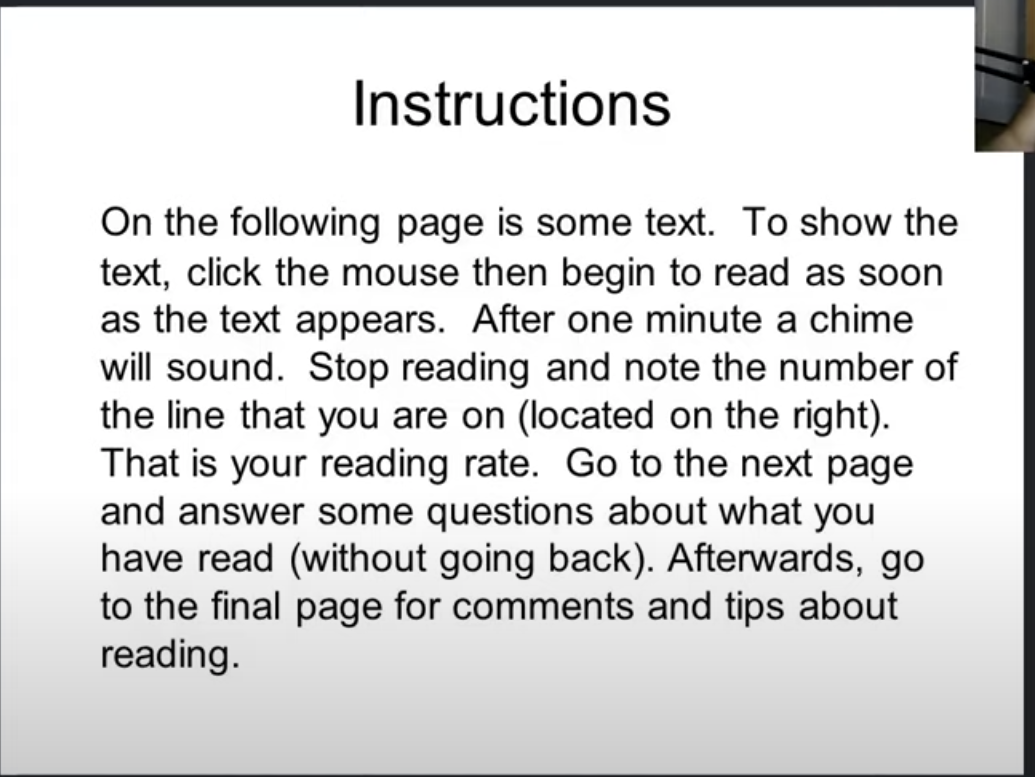 Instructions
On the following page is some text.  To show the
text, click the mouse then begin to read as soon
as the text appears.  After one minute a chime
will sound.  Stop reading and note the number of
the line that you are on (located on the right).
That is your reading rate.  Go to the next page
and answer some questions about what you
have read (without going back). Afterwards, go
to the final page for comments and tips about
reading.